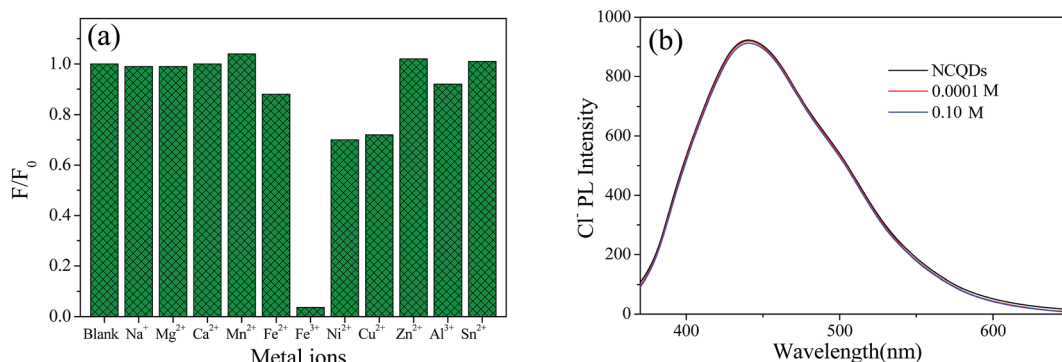 (a)
1.0
0.8
0.6
0.4
0.2
0.0
F/F₀
Blank Na⁺ Mg²⁺ Ca²⁺ Mn²⁺ Fe²⁺ Fe³⁺ Ni²⁺ Cu²⁺ Zn²⁺ Al³⁺ Sn²⁺
Metal ions
(b)
1000
800
600
400
200
0
Cl⁻ PL Intensity
NCQDs
0.0001 M
0.10 M
400 500 600
Wavelength(nm)